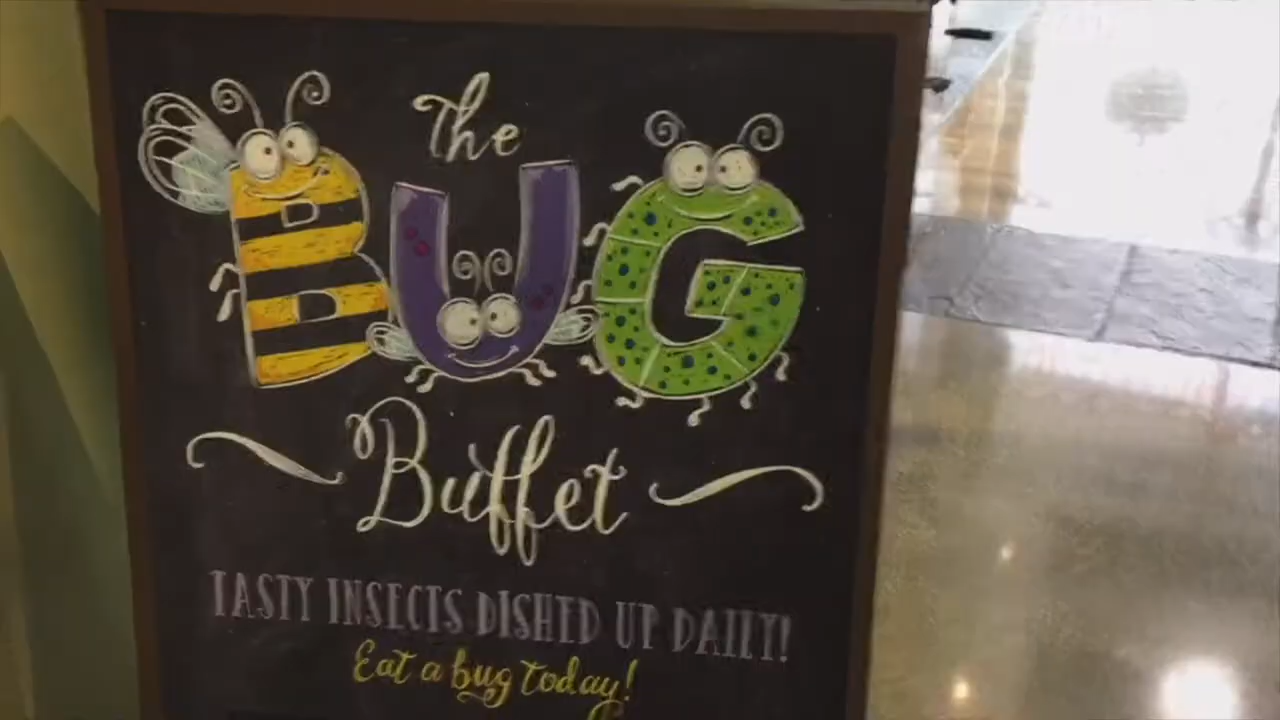 The
BUG
Buffet
TASTY INSECTS DISHED UP DAILY!
Eat a bug today!